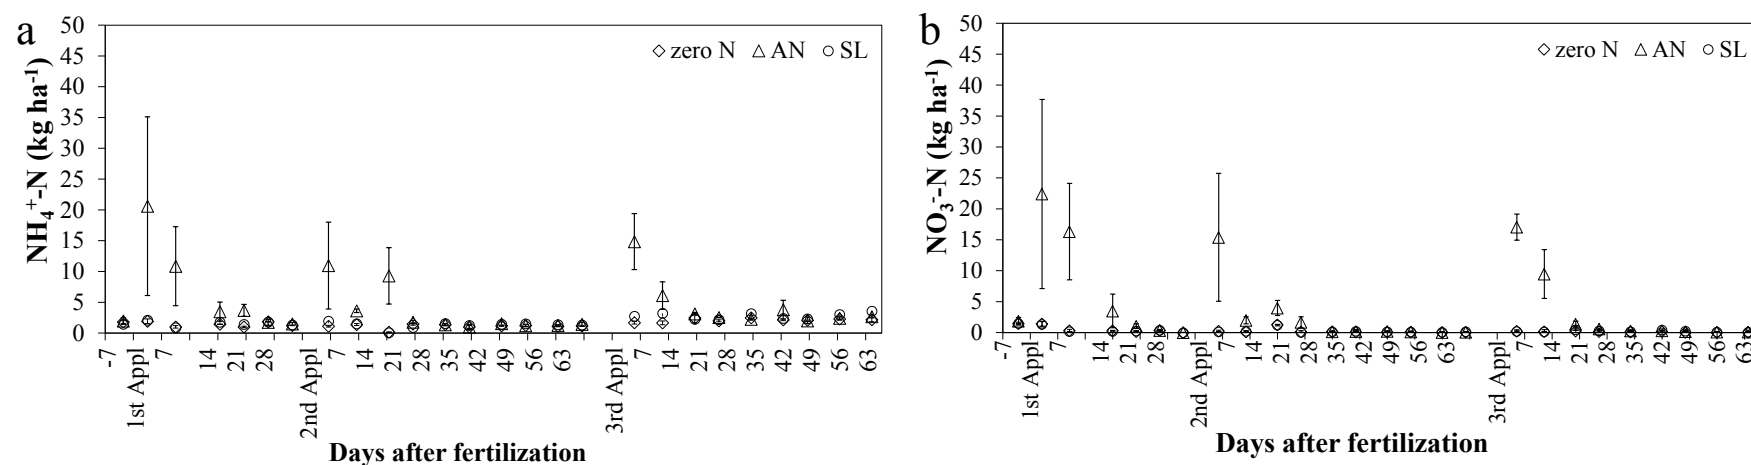 a
NH₄⁺-N (kg ha⁻¹)
50
45
40
35
30
25
20
15
10
5
0
zero N AN SL
-7 1st Appl 7 14 21 28 2nd Appl 7 14 21 28 35 42 49 56 63 3rd Appl 7 14 21 28 35 42 49 56 63
Days after fertilization
b
NO₃⁻-N (kg ha⁻¹)
50
45
40
35
30
25
20
15
10
5
0
zero N AN SL
-7 1st Appl 7 14 21 28 2nd Appl 7 14 21 28 35 42 49 56 63 3rd Appl 7 14 21 28 35 42 49 56 63
Days after fertilization